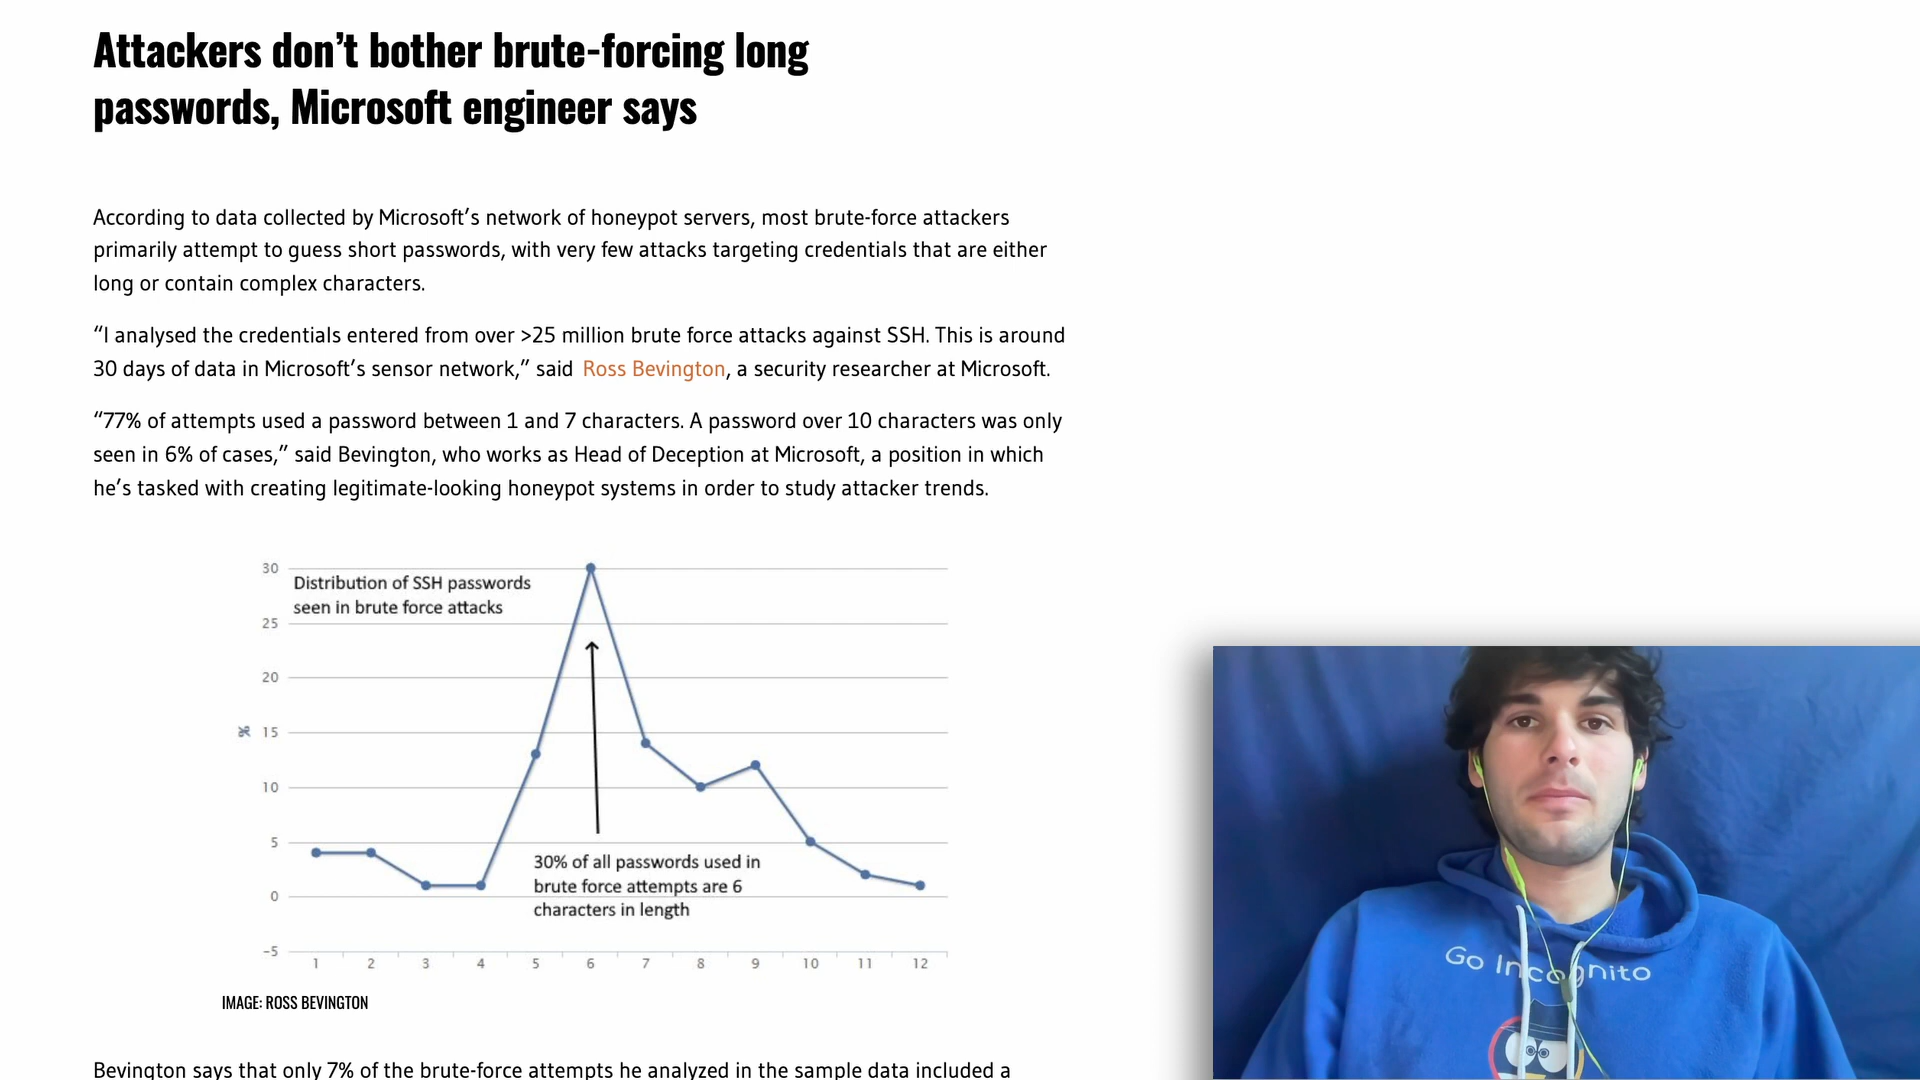 Attackers don’t bother brute-forcing long
passwords, Microsoft engineer says
According to data collected by Microsoft’s network of honeypot servers, most brute-force attackers
primarily attempt to guess short passwords, with very few attacks targeting credentials that are either
long or contain complex characters.
“I analysed the credentials entered from over >25 million brute force attacks against SSH. This is around
30 days of data in Microsoft’s sensor network,” said Ross Bevington, a security researcher at Microsoft.
“77% of attempts used a password between 1 and 7 characters. A password over 10 characters was only
seen in 6% of cases,” said Bevington, who works as Head of Deception at Microsoft, a position in which
he’s tasked with creating legitimate-looking honeypot systems in order to study attacker trends.
Distribution of SSH passwords
seen in brute force attacks
30
25
20
%
15
10
5
0
-5
30% of all passwords used in
brute force attempts are 6
characters in length
1 2 3 4 5 6 7 8 9 10 11 12
IMAGE: ROSS BEVINGTON
Bevington says that only 7% of the brute-force attempts he analyzed in the sample data included a
Go Incognito